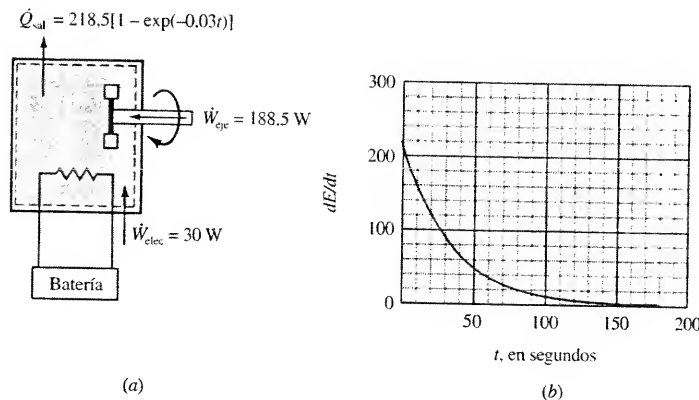 Q̇sal = 218,5[1 – exp(–0.03t)]
Ẇeje = 188.5 W
Ẇelec = 30 W
Batería
(a)
300
200
100
0
dE/dt
50
100
150
200
t, en segundos
(b)